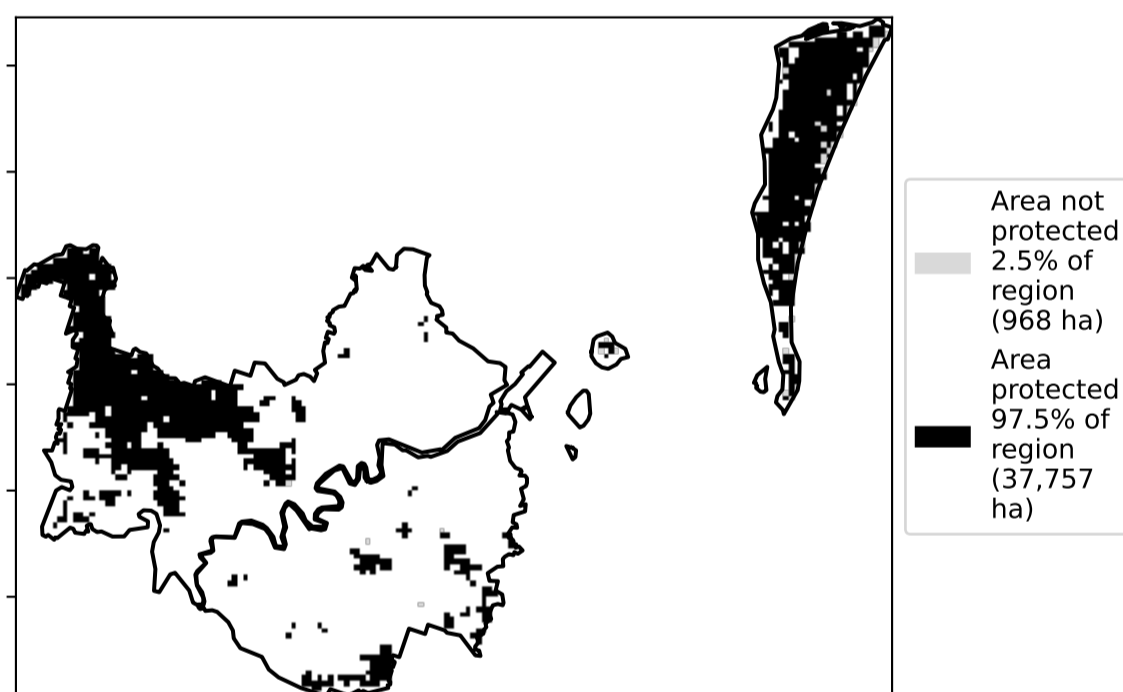 Area not
protected
2.5% of
region
(968 ha)
Area
protected
97.5% of
region
(37,757
ha)